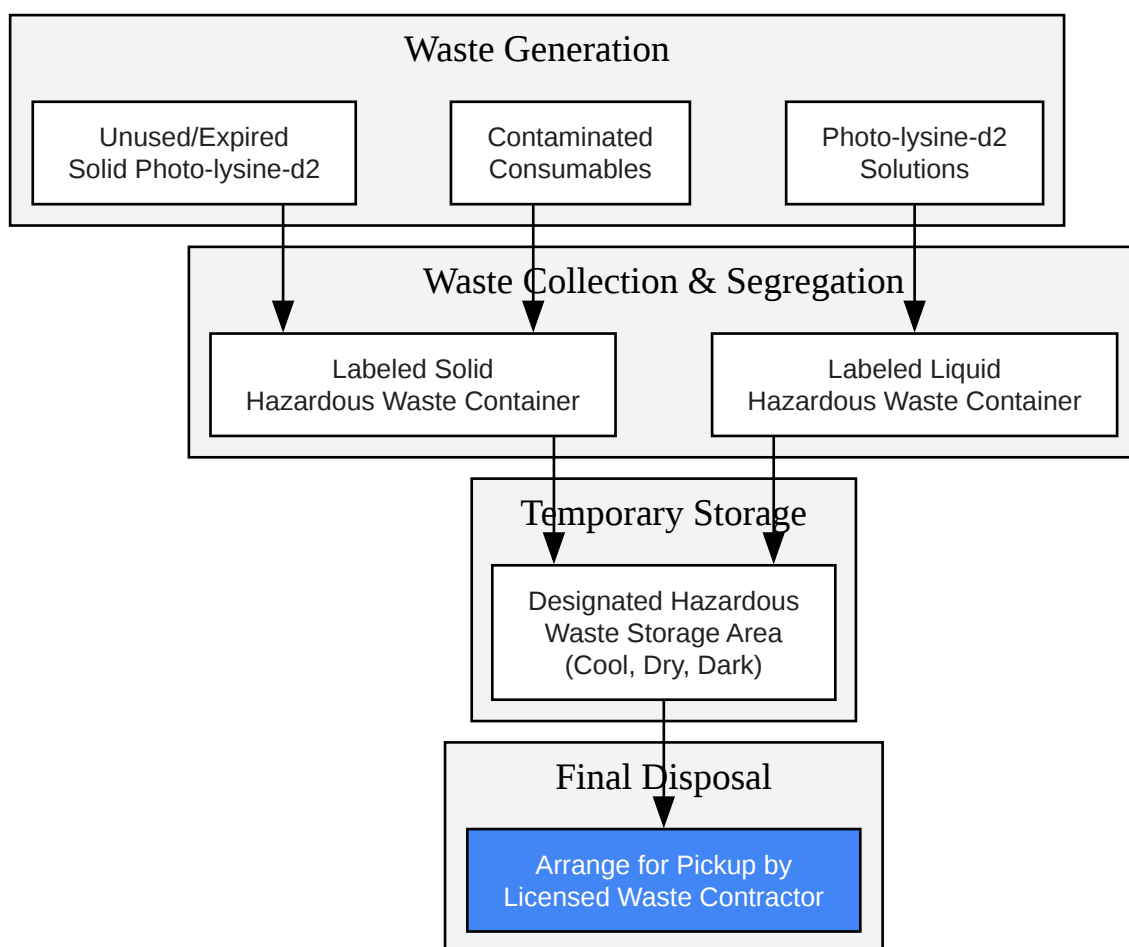 Waste Generation
Unused/Expired
Solid Photo-lysine-d2
Contaminated
Consumables
Photo-lysine-d2
Solutions
Waste Collection & Segregation
Labeled Solid
Hazardous Waste Container
Labeled Liquid
Hazardous Waste Container
Temporary Storage
Designated Hazardous
Waste Storage Area
(Cool, Dry, Dark)
Final Disposal
Arrange for Pickup by
Licensed Waste Contractor